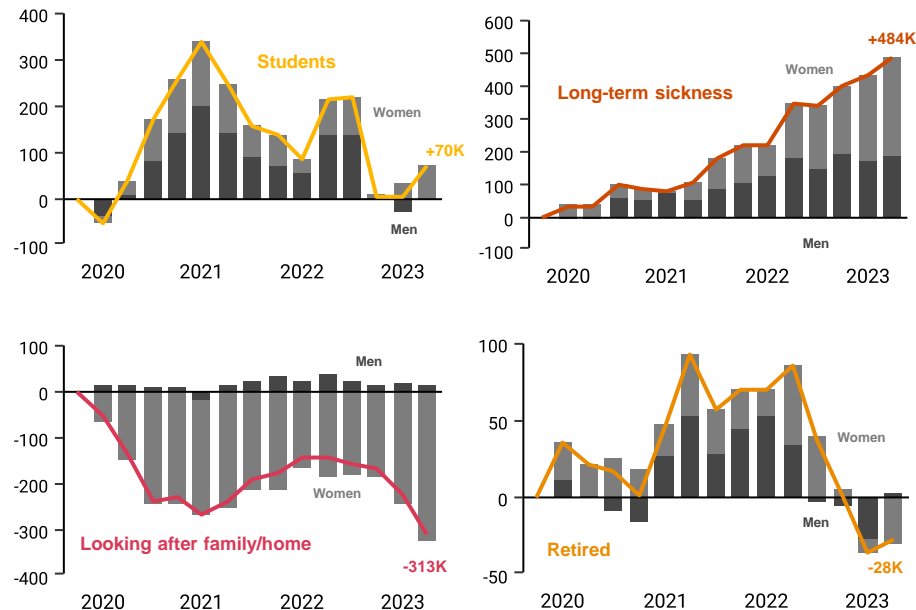 400
300
200
100
0
-100
Students
Women
+70K
Men
2020
2021
2022
2023
600
500
400
300
200
100
0
-100
+484K
Women
Long-term sickness
Men
2020
2021
2022
2023
100
0
-100
-200
-300
-400
Men
Women
Looking after family/home
-313K
2020
2021
2022
2023
100
50
0
-50
Women
Men
Retired
-28K
2020
2021
2022
2023